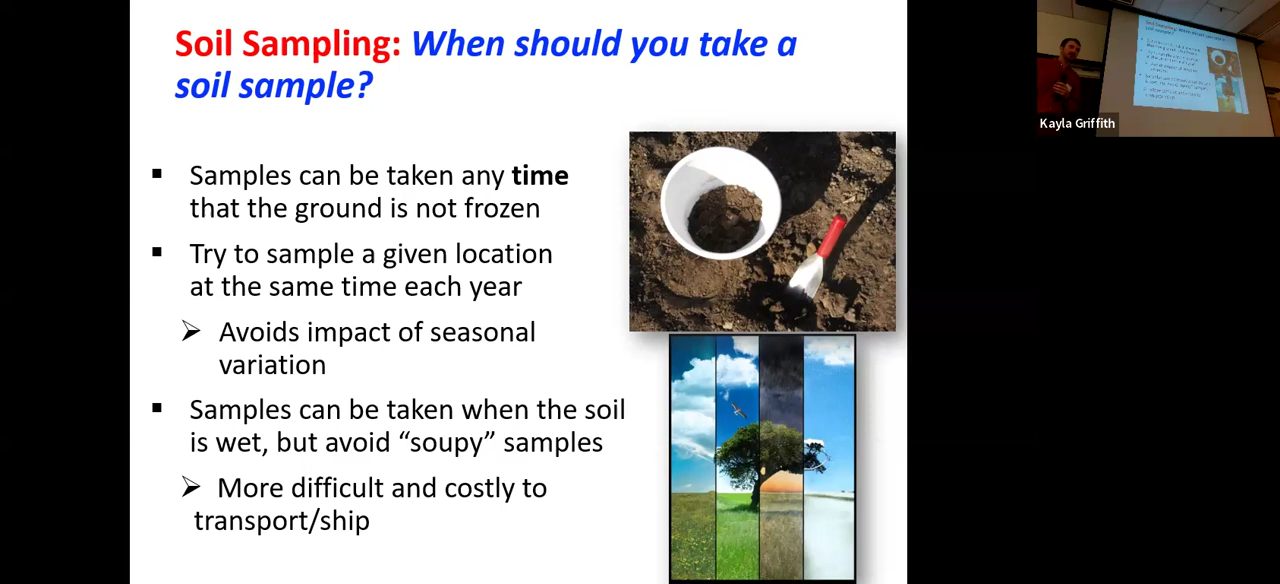 Soil Sampling: When should you take a
soil sample?
▪ Samples can be taken any time
that the ground is not frozen
▪ Try to sample a given location
at the same time each year
➢ Avoids impact of seasonal
variation
▪ Samples can be taken when the soil
is wet, but avoid “soupy” samples
➢ More difficult and costly to
transport/ship
Kayla Griffith